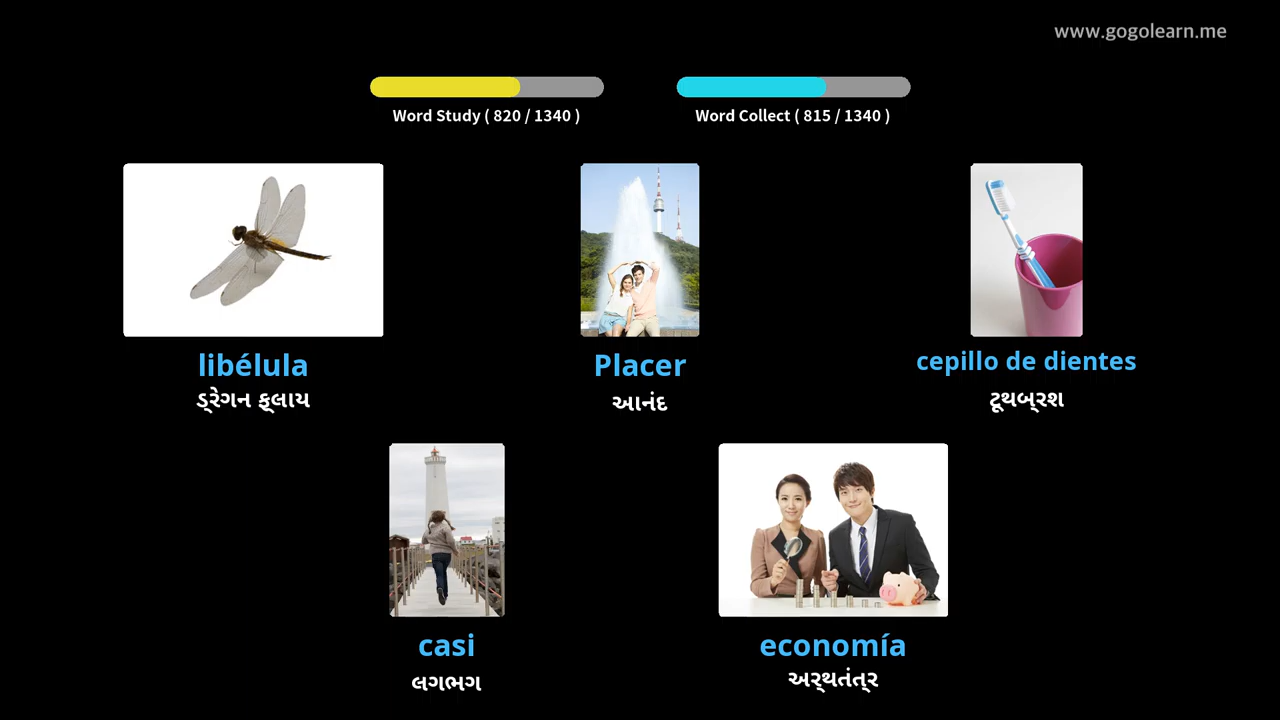 www.gogolearn.me
Word Study ( 820 / 1340 )
Word Collect ( 815 / 1340 )
libélula
ડ્રેગન ફ્લાય
Placer
આનંદ
cepillo de dientes
ટૂથબ્રશ
casi
લગભગ
economía
અર્થતંત્ર